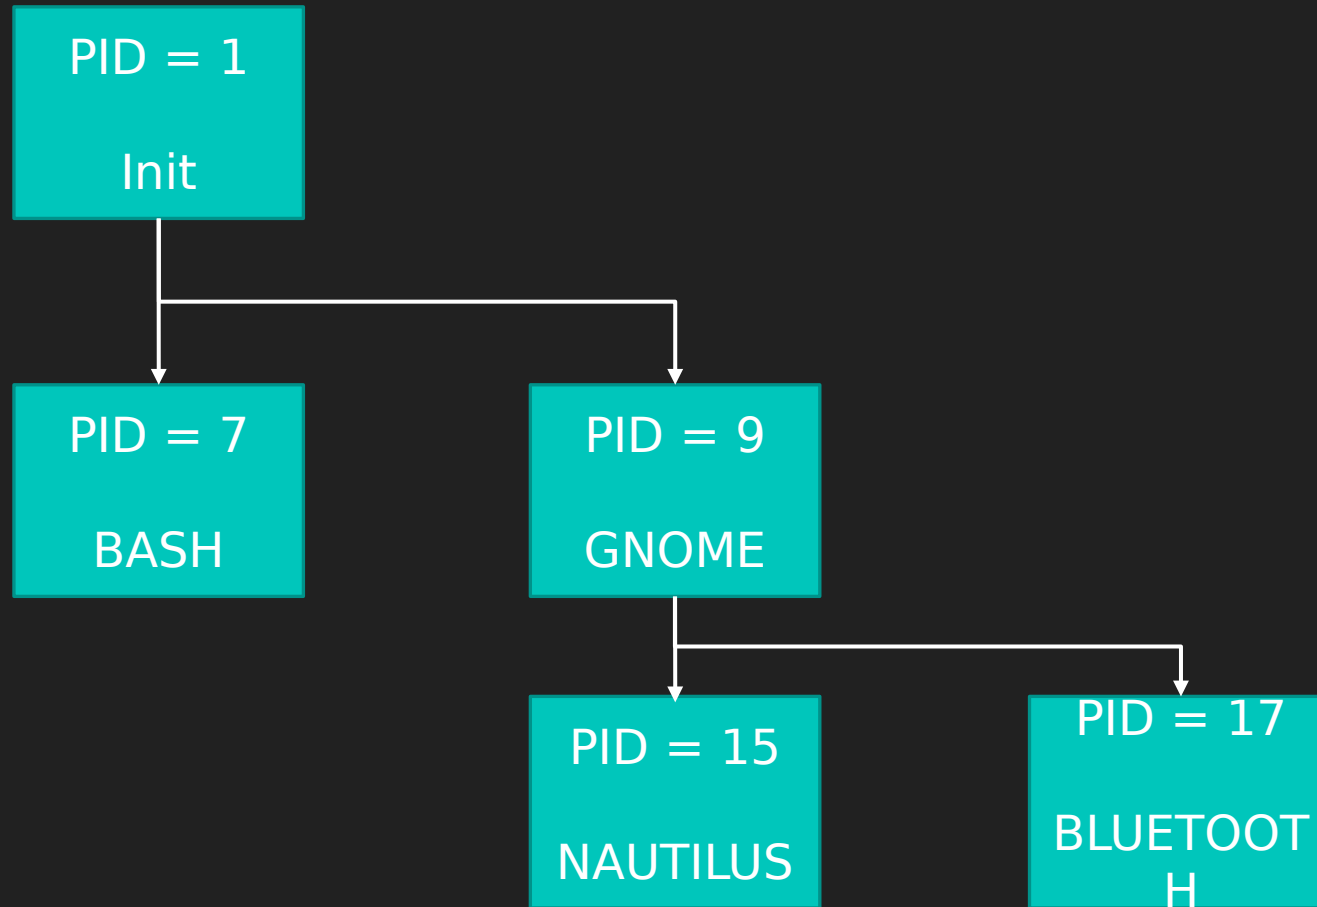 PID = 1
Init
PID = 7
BASH
PID = 9
GNOME
PID = 15
NAUTILUS
PID = 17
BLUETOOT
H